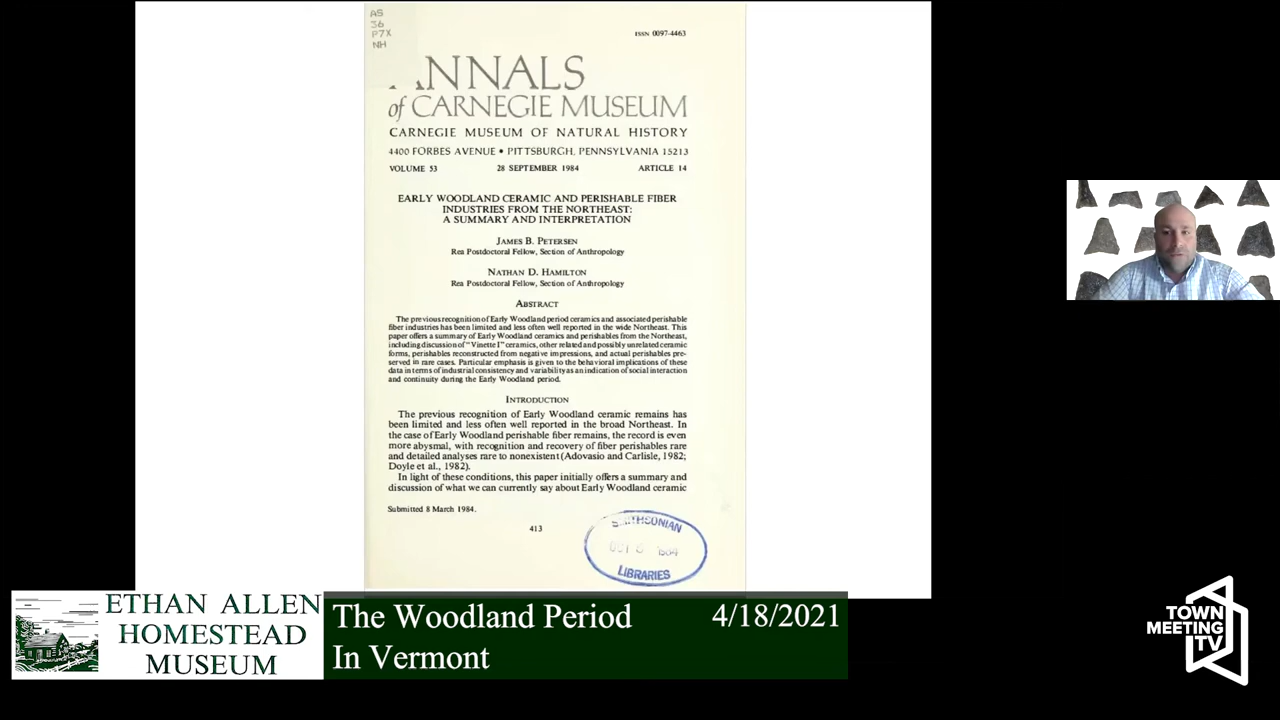 AS
36
P7X
NH
ISSN 0097-4463
ANNALS
of CARNEGIE MUSEUM
CARNEGIE MUSEUM OF NATURAL HISTORY
4400 FORBES AVENUE • PITTSBURGH, PENNSYLVANIA 15213
VOLUME 53 28 SEPTEMBER 1984 ARTICLE 14
EARLY WOODLAND CERAMIC AND PERISHABLE FIBER
INDUSTRIES FROM THE NORTHEAST:
A SUMMARY AND INTERPRETATION
JAMES B. PETERSEN
Rea Postdoctoral Fellow, Section of Anthropology
NATHAN D. HAMILTON
Rea Postdoctoral Fellow, Section of Anthropology
ABSTRACT
The previous recognition of Early Woodland period ceramics and associated perishable
fiber industries has been limited and less often well reported in the wide Northeast. This
paper offers a summary of Early Woodland ceramics and perishables from the Northeast,
including discussion of "Vinette I" ceramics, other related and possibly unrelated ceramic
forms, perishables reconstructed from negative impressions, and actual perishables pre-
served in rare cases. Particular emphasis is given to the behavioral implications of these
data in terms of industrial consistency and variability as an indication of social interaction
and continuity during the Early Woodland period.
INTRODUCTION
The previous recognition of Early Woodland ceramic remains has
been limited and less often well reported in the broad Northeast. In
the case of Early Woodland perishable fiber remains, the record is even
more abysmal, with recognition and recovery of fiber perishables rare
and detailed analyses rare to nonexistent (Adovasio and Carlisle, 1982;
Doyle et al., 1982).
In light of these conditions, this paper initially offers a summary and
discussion of what we can currently say about Early Woodland ceramic
Submitted 8 March 1984.
413
SMITHSONIAN
1984
LIBRARIES
ETHAN ALLEN
HOMESTEAD
MUSEUM
The Woodland Period 4/18/2021
In Vermont
TOWN
MEETING
TV